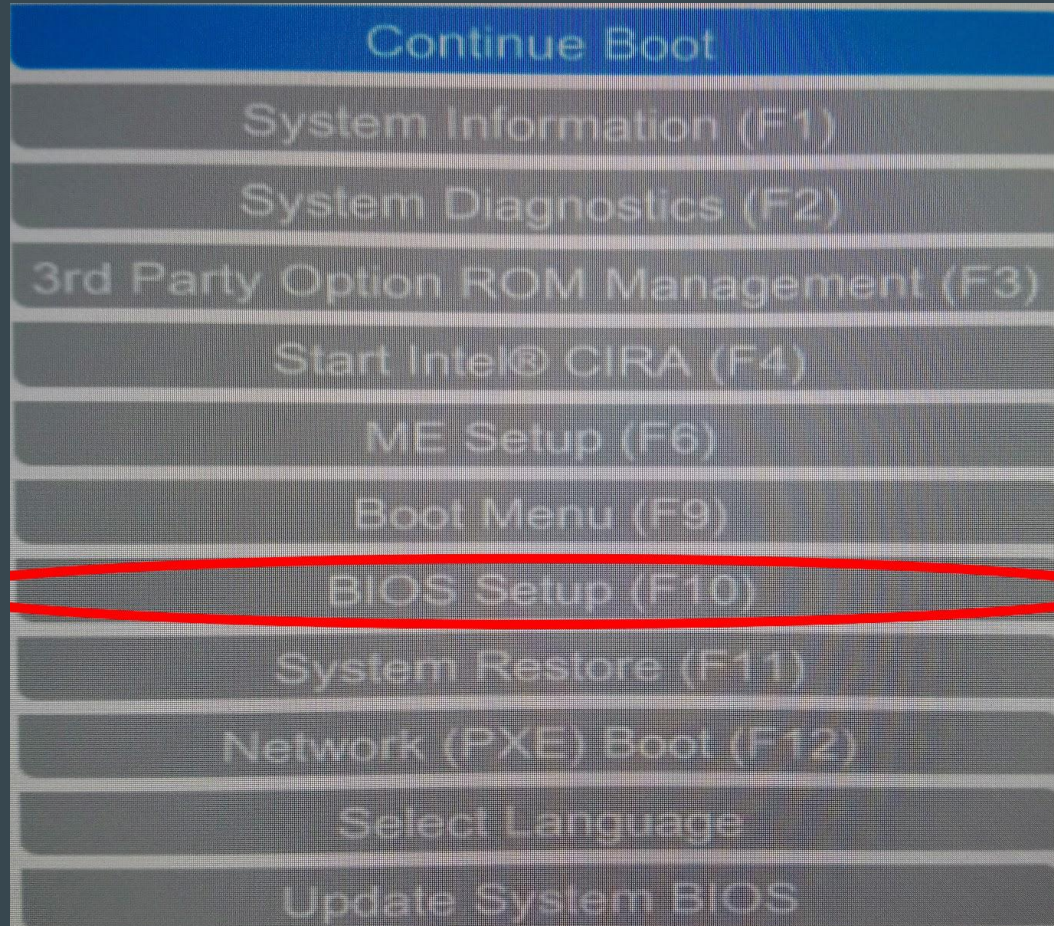 Continue Boot
System Information (F1)
System Diagnostics (F2)
3rd Party Option ROM Management (F3)
Start Intel® CIRA (F4)
ME Setup (F6)
Boot Menu (F9)
BIOS Setup (F10)
System Restore (F11)
Network (PXE) Boot (F12)
Select Language
Update System BIOS